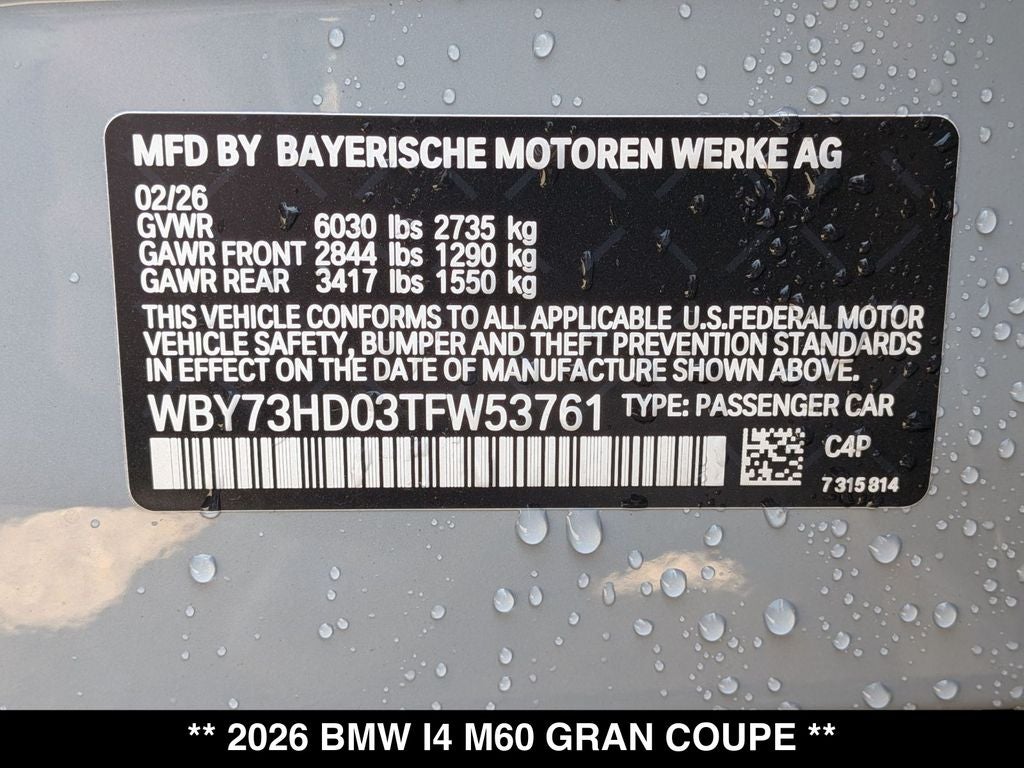 MFD BY BAYERISCHE MOTOREN WERKE AG
02/26
GVWR 6030 lbs 2735 kg
GAWR FRONT 2844 lbs 1290 kg
GAWR REAR 3417 lbs 1550 kg
THIS VEHICLE CONFORMS TO ALL APPLICABLE U.S.FEDERAL MOTOR
VEHICLE SAFETY, BUMPER AND THEFT PREVENTION STANDARDS
IN EFFECT ON THE DATE OF MANUFACTURE SHOWN ABOVE.
WBY73HD03TFW53761 TYPE: PASSENGER CAR
C4P
7 315 814
** 2026 BMW I4 M60 GRAN COUPE **